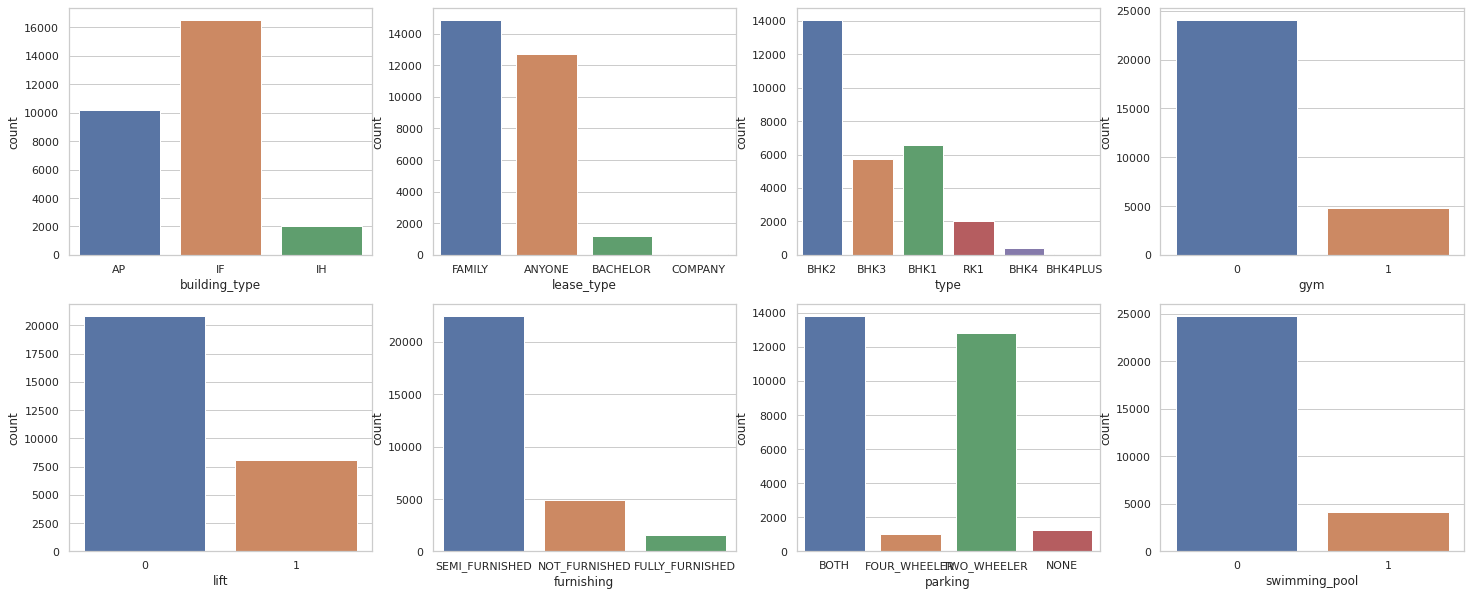 16000
14000
12000
10000
8000
6000
4000
2000
0
count
AP IF IH
building_type
14000
12000
10000
8000
6000
4000
2000
0
count
FAMILY ANYONE BACHELOR COMPANY
lease_type
14000
12000
10000
8000
6000
4000
2000
0
count
BHK2 BHK3 BHK1 RK1 BHK4 BHK4PLUS
type
25000
20000
15000
10000
5000
0
count
0 1
gym
20000
17500
15000
12500
10000
7500
5000
2500
0
count
0 1
lift
20000
15000
10000
5000
0
count
SEMI_FURNISHED NOT_FURNISHED FULLY_FURNISHED
furnishing
14000
12000
10000
8000
6000
4000
2000
0
count
BOTH FOUR_WHEELER TWO_WHEELER NONE
parking
25000
20000
15000
10000
5000
0
count
0 1
swimming_pool